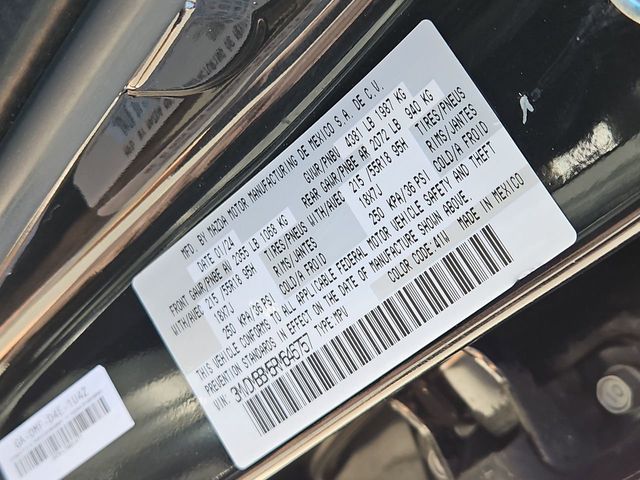 MFD BY MAZDA MOTOR MANUFACTURING DE MEXICO S.A. DE C.V.
DATE 01/24 GVWR/PNBV 4381 LB 1987 KG
FRONT GAWR/PNBE AV 2355 LB 1068 KG REAR GAWR/PNBE AR 2072 LB 940 KG
WITH/AVEC 215/55R18 95H TIRES/PNEUS WITH/AVEC 215/55R18 95H TIRES/PNEUS
18X7J RIMS/JANTES 18X7J RIMS/JANTES
250 KPA/36 PSI COLD/A FROID 250 KPA/36 PSI COLD/A FROID
THIS VEHICLE CONFORMS TO ALL APPLICABLE FEDERAL MOTOR VEHICLE SAFETY AND THEFT
PREVENTION STANDARDS IN EFFECT ON THE DATE OF MANUFACTURE SHOWN ABOVE.
VIN: TYPE: MPV COLOR CODE 41W MADE IN MEXICO